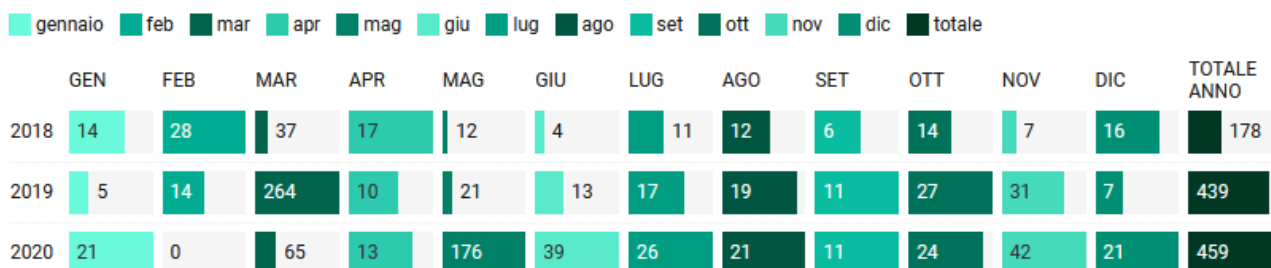 gennaio feb mar apr mag giu lug ago set ott nov dic totale
GEN FEB MAR APR MAG GIU LUG AGO SET OTT NOV DIC TOTALE ANNO
2018 14 28 37 17 12 4 11 12 6 14 7 16 178
2019 5 14 264 10 21 13 17 19 11 27 31 7 439
2020 21 0 65 13 176 39 26 21 11 24 42 21 459